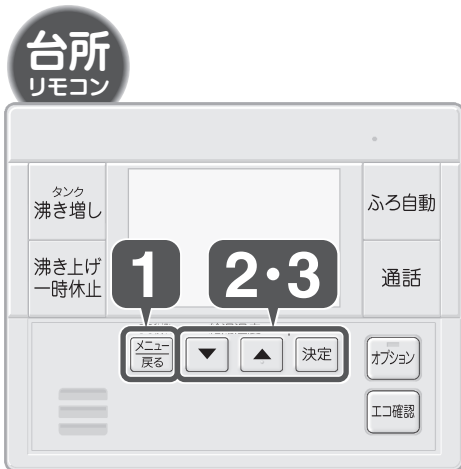 台所
リモコン
タンク
沸き増し
ふろ自動
沸き上げ
一時休止
通話
1
2・3
メニュー
戻る
▼
▲
決定
オプション
エコ確認